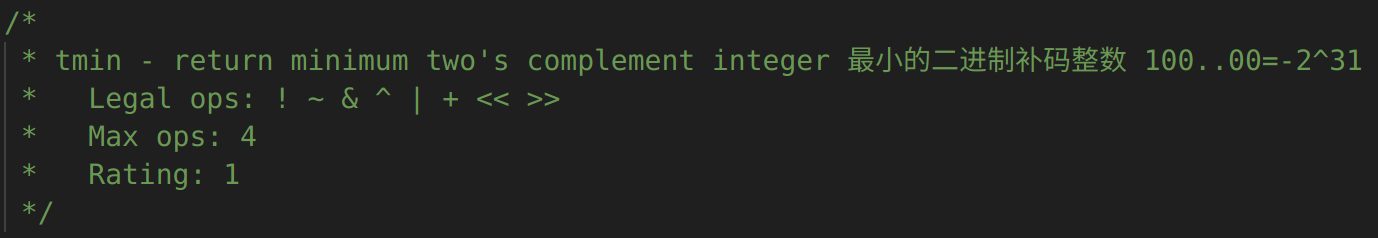 /*
 * tmin - return minimum two's complement integer 最小的二进制补码整数 100..00=-2^31
 *   Legal ops: ! ~ & ^ | + << >>
 *   Max ops: 4
 *   Rating: 1
 */